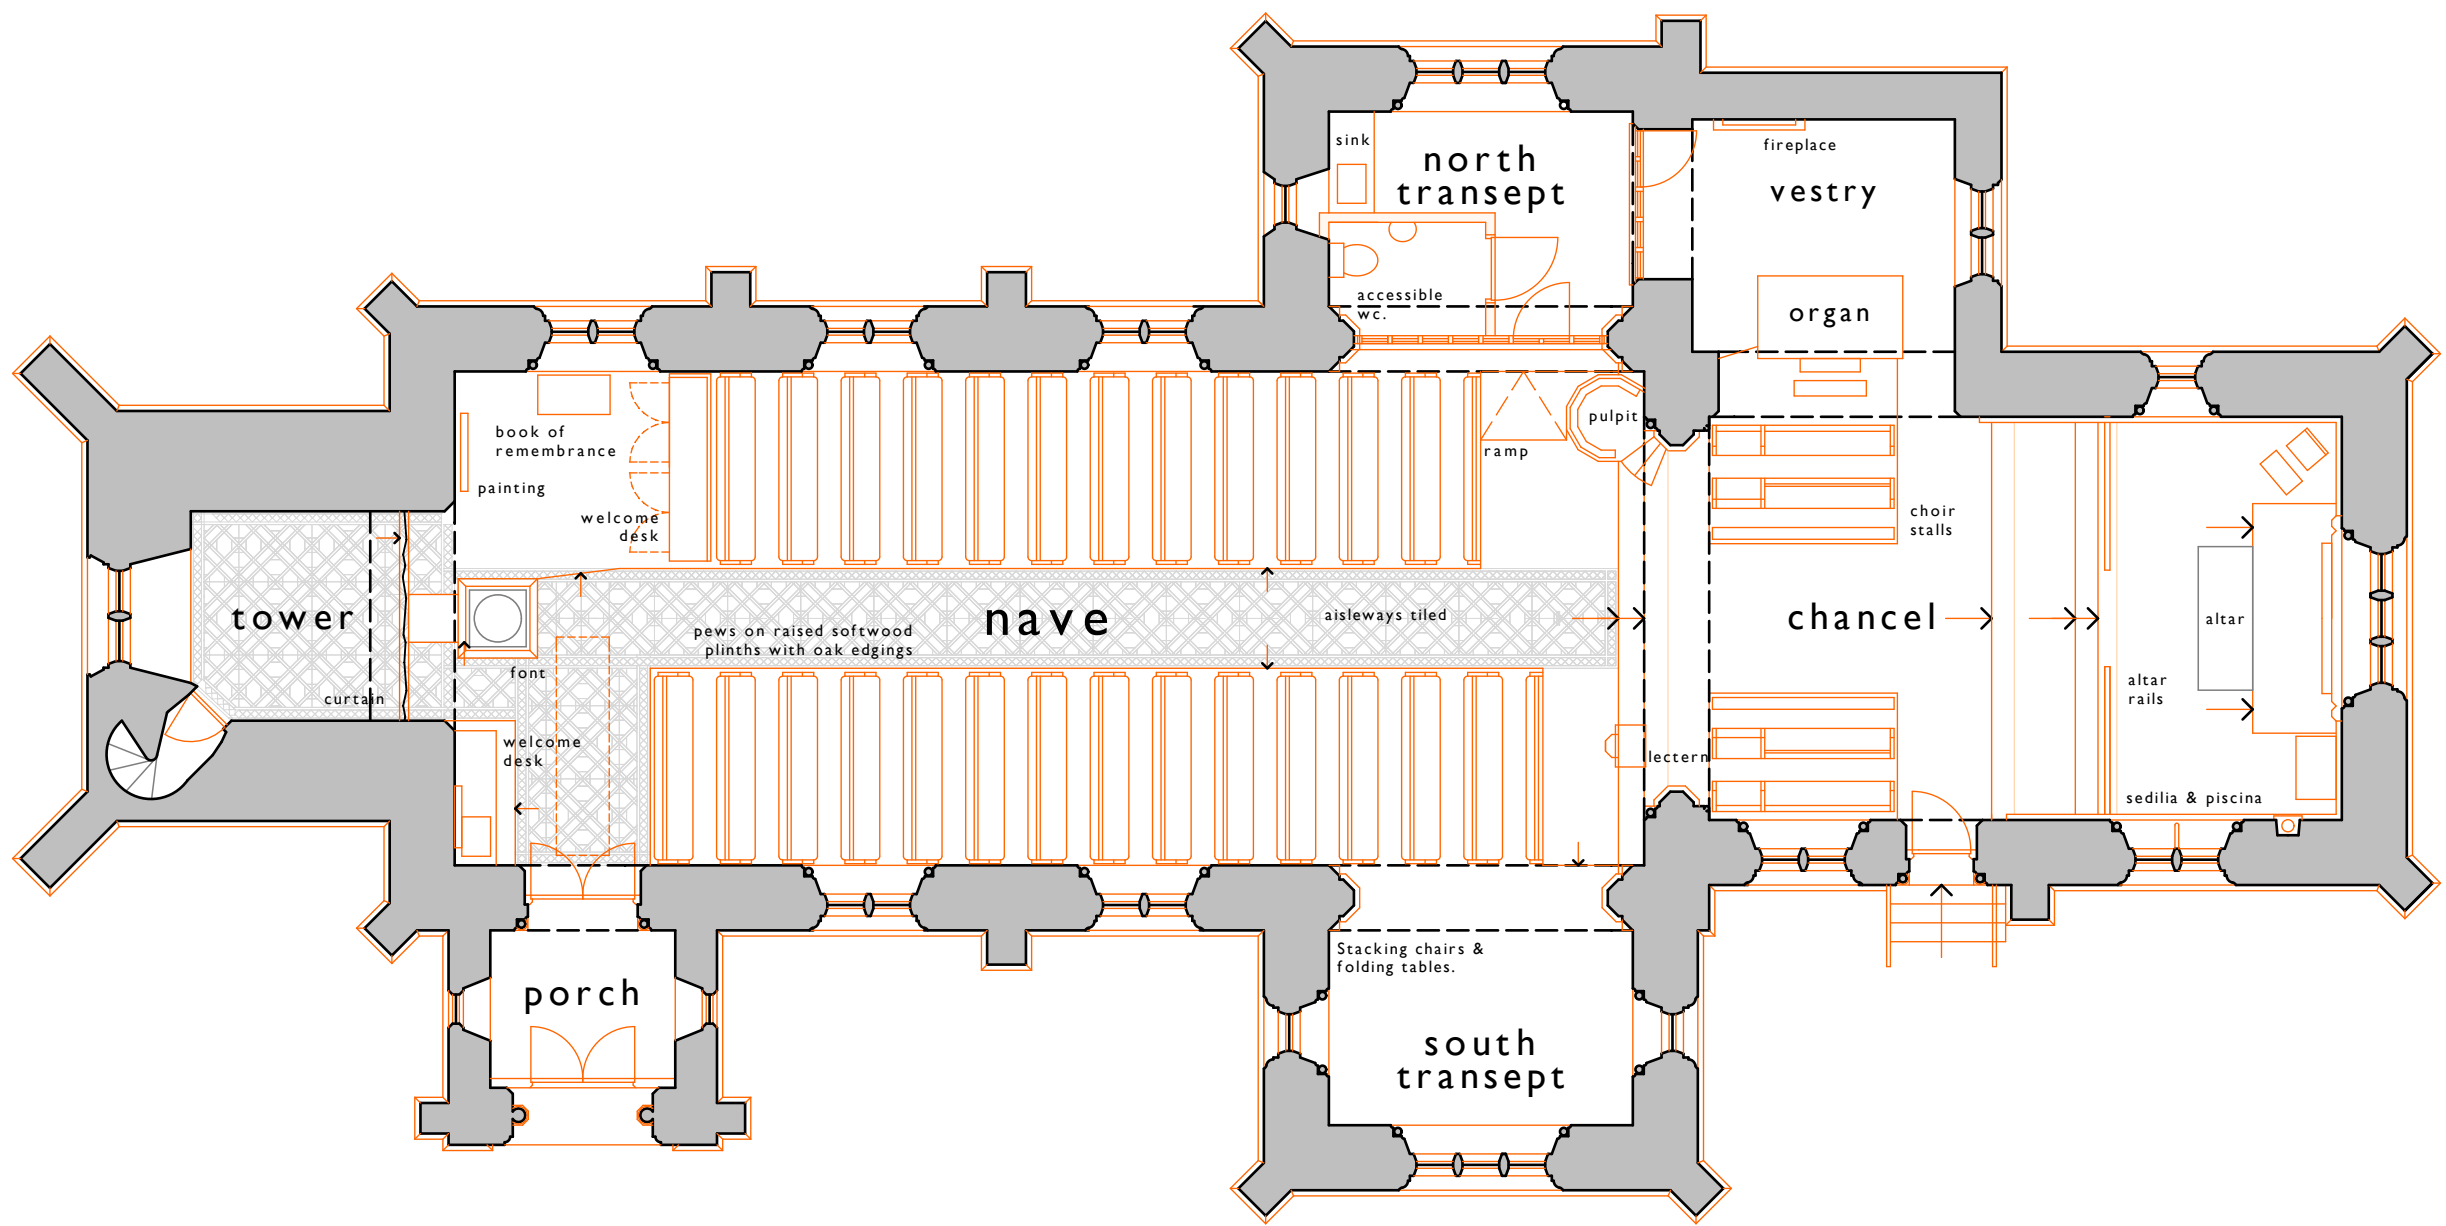 sink
north
transept
fireplace
vestry
accessible
wc.
organ
book of
remembrance
painting
welcome
desk
pulpit
ramp
choir
stalls
tower
nave
aisleways tiled
chancel
altar
pews on raised softwood
plinths with oak edgings
font
curtain
altar
rails
welcome
desk
lectern
sedilia & piscina
Stacking chairs &
folding tables.
porch
south
transept